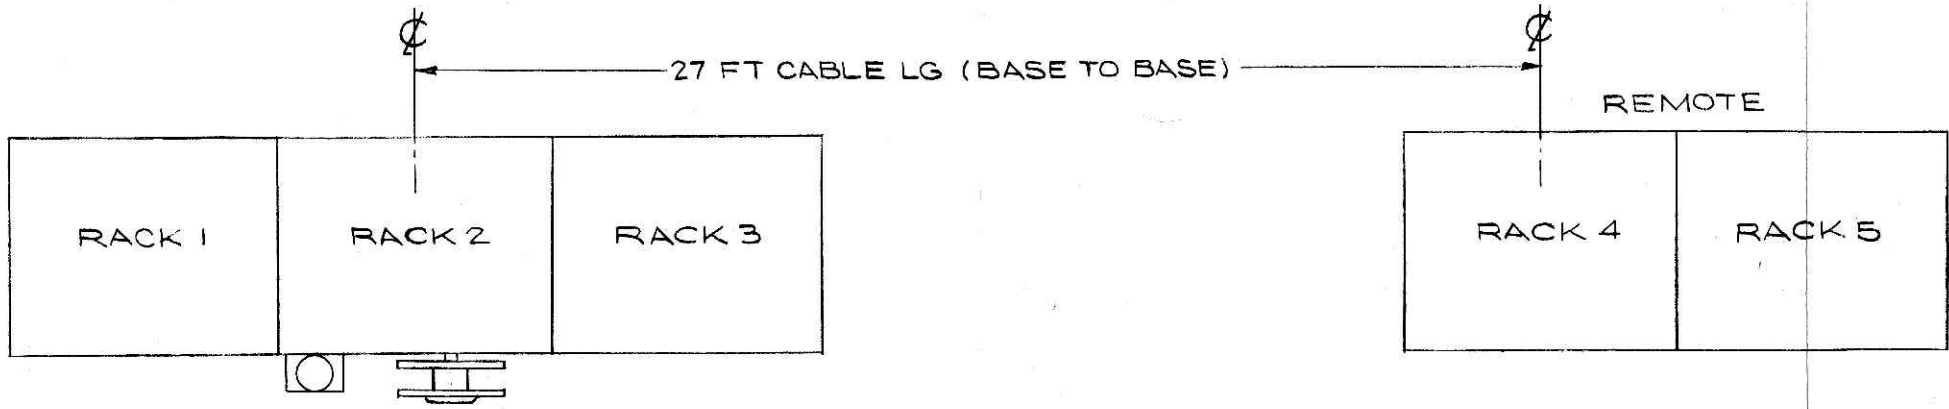 ℄ ℄
27 FT CABLE LG (BASE TO BASE)
REMOTE
RACK 1 RACK 2 RACK 3 RACK 4 RACK 5